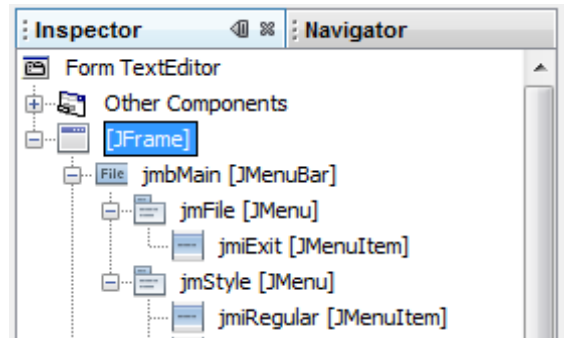 Inspector Navigator
Form TextEditor
Other Components
[JFrame]
File jmbMain [JMenuBar]
jmFile [JMenu]
jmiExit [JMenuItem]
jmStyle [JMenu]
jmiRegular [JMenuItem]